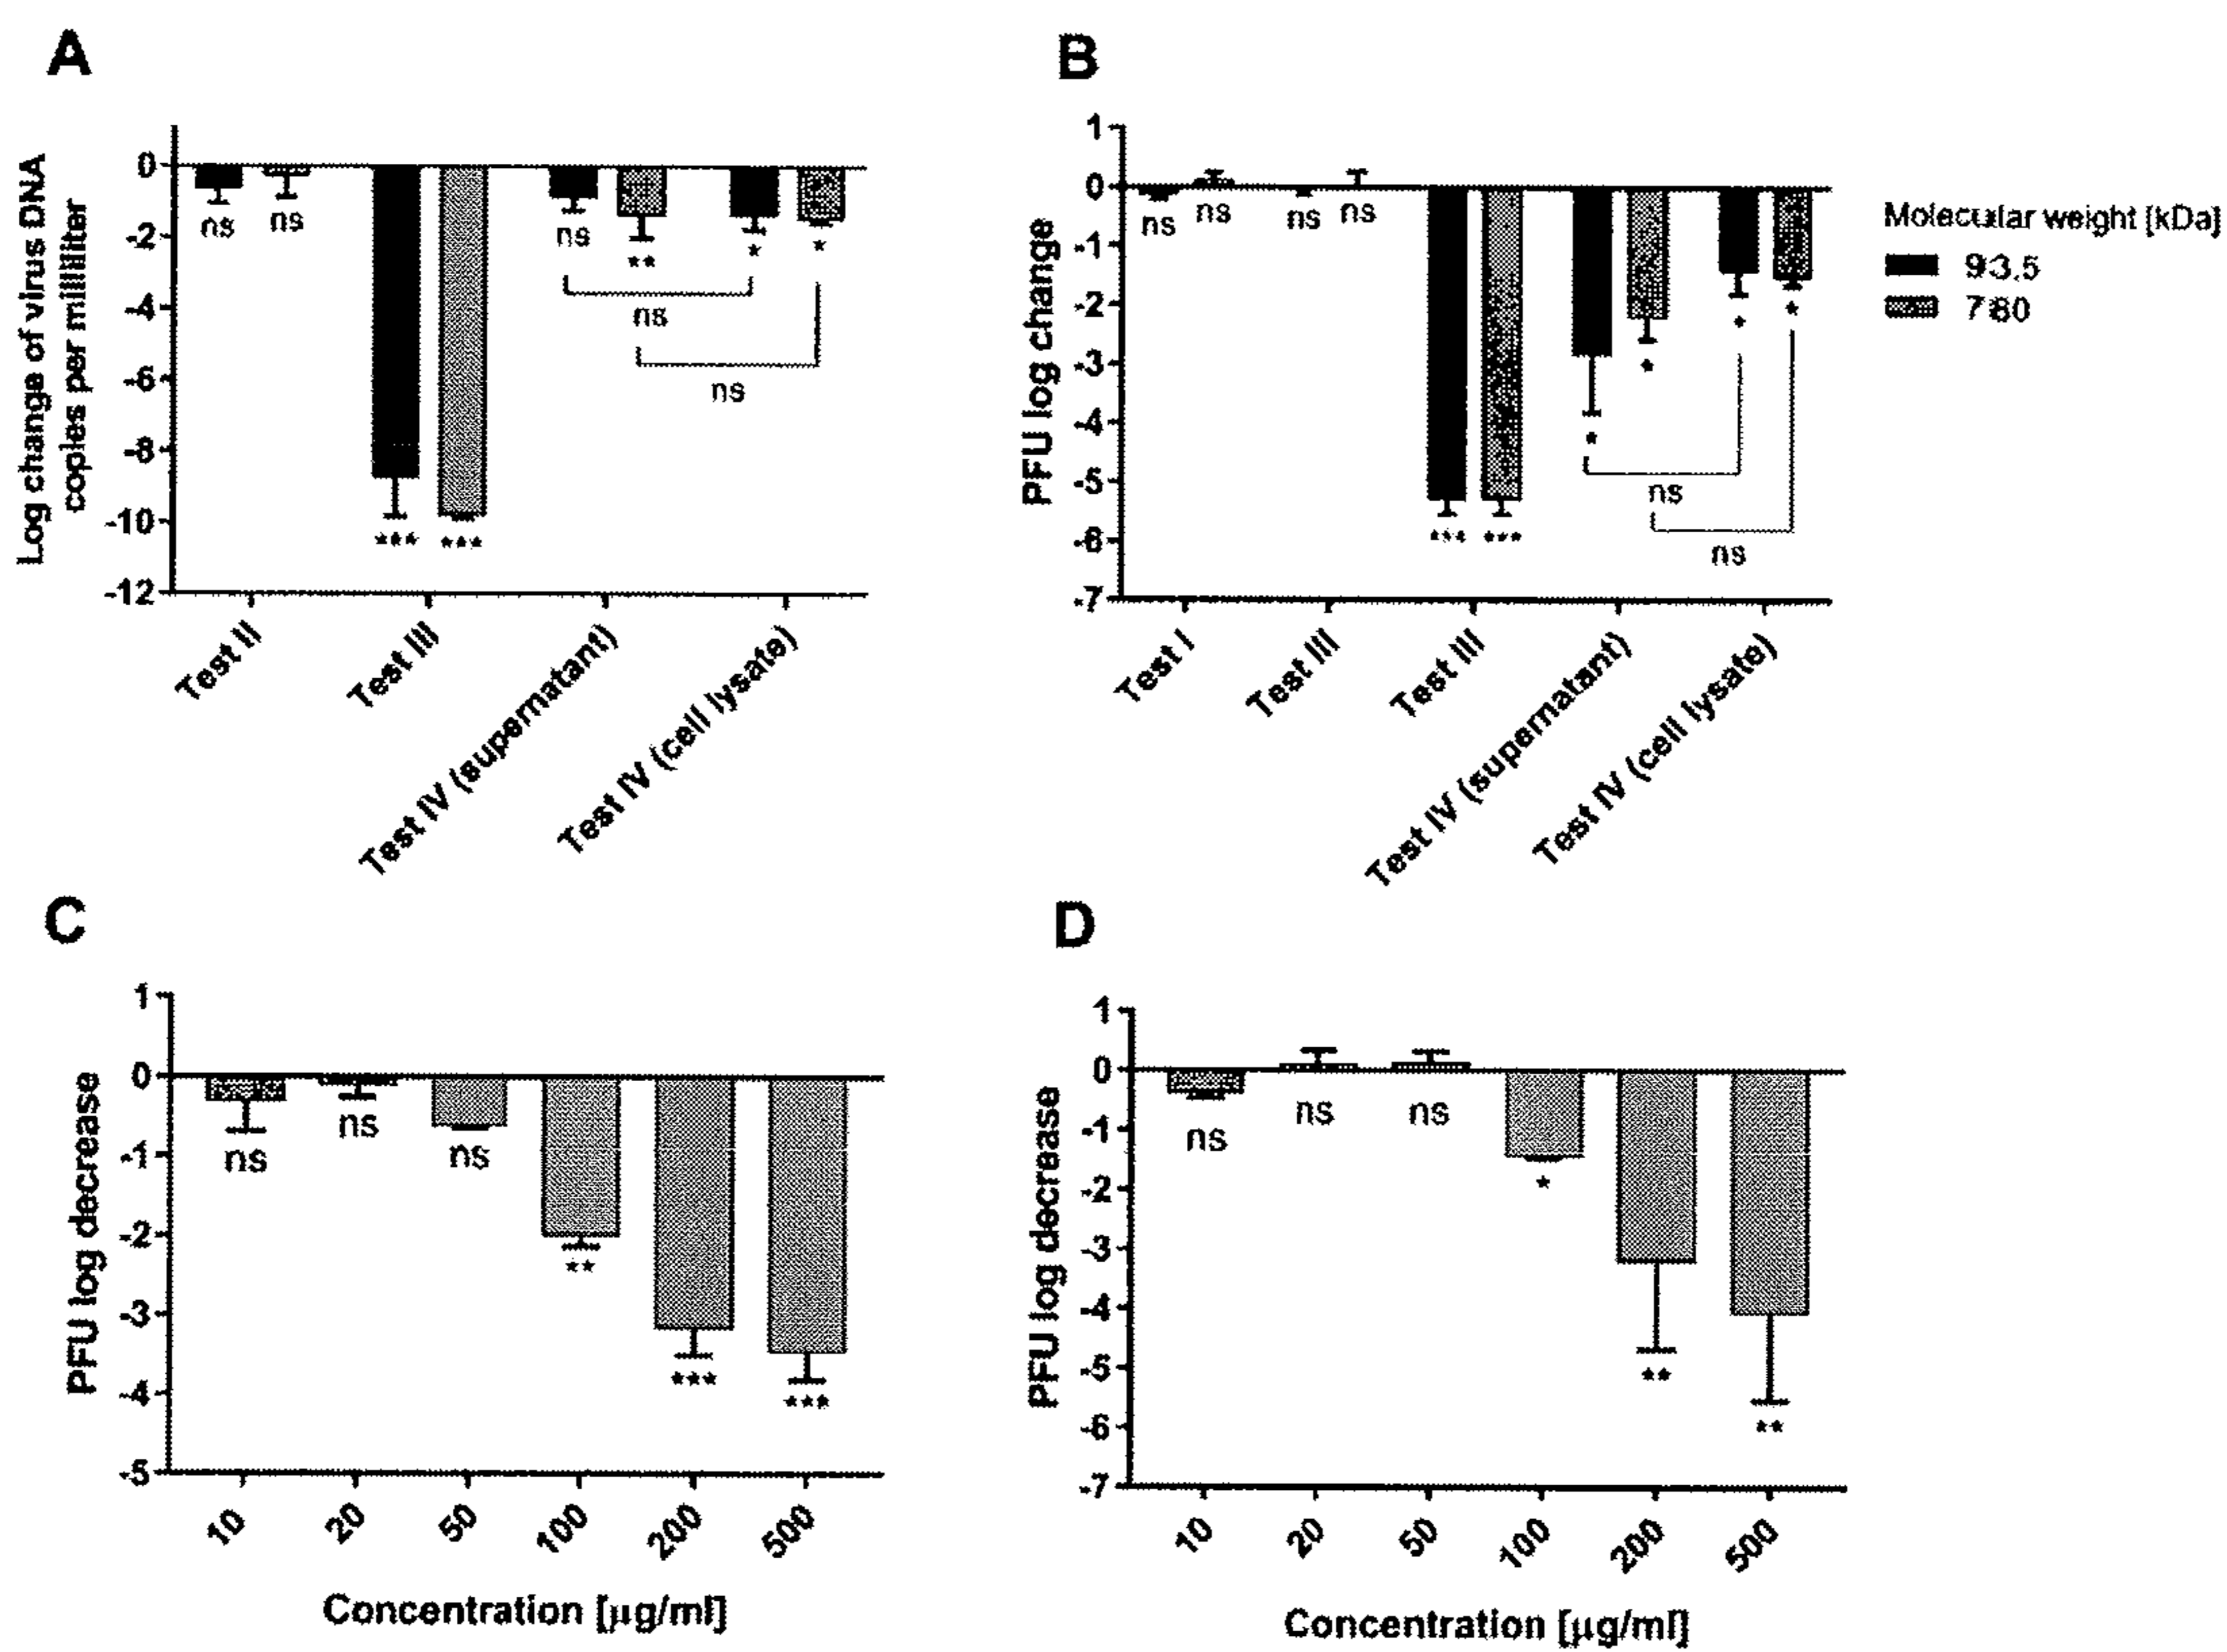 A
Log change of virus DNA
copies per milliliter
0
-2
-4
-6
-8
-10
-12
ns
ns
***
***
ns
**
*
*
ns
ns
Test II
Test III
Test IV (supernatant)
Test IV (cell lysate)
B
PFU log change
1
0
-1
-2
-3
-4
-5
-6
-7
ns
ns
ns
ns
***
***
*
*
*
*
ns
ns
Test I
Test III
Test III
Test IV (supernatant)
Test IV (cell lysate)
Molecular weight [kDa]
93.5
780
C
PFU log decrease
1
0
-1
-2
-3
-4
-5
ns
ns
ns
**
***
***
10
20
50
100
200
500
Concentration [µg/ml]
D
PFU log decrease
1
0
-1
-2
-3
-4
-5
-6
-7
ns
ns
ns
*
**
**
10
20
50
100
200
500
Concentration [µg/ml]